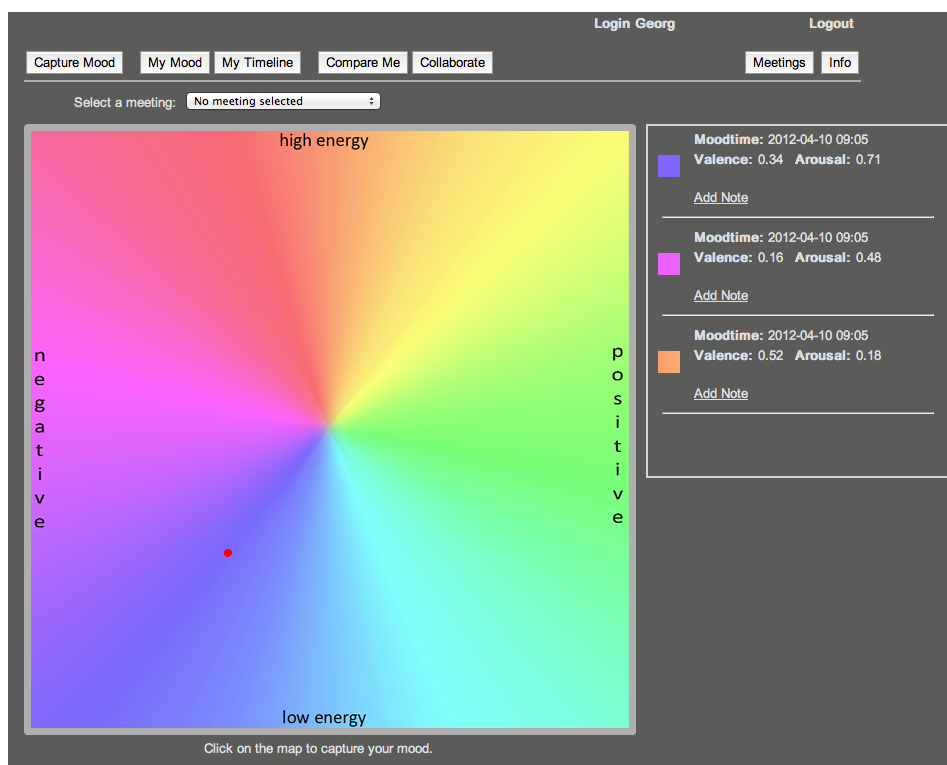 Login Georg Logout
Capture Mood My Mood My Timeline Compare Me Collaborate Meetings Info
Select a meeting: No meeting selected
high energy
negative
positive
low energy
Click on the map to capture your mood.
Moodtime: 2012-04-10 09:05
Valence: 0.34 Arousal: 0.71
Add Note
Moodtime: 2012-04-10 09:05
Valence: 0.16 Arousal: 0.48
Add Note
Moodtime: 2012-04-10 09:05
Valence: 0.52 Arousal: 0.18
Add Note